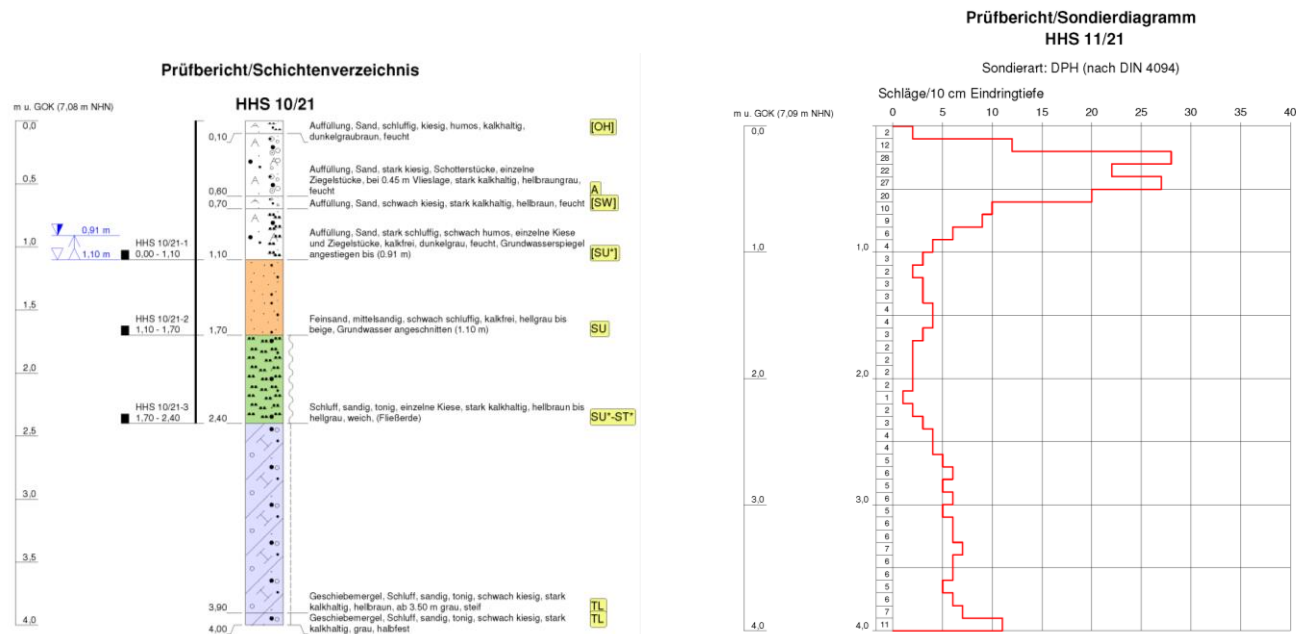 Prüfbericht/Schichtenverzeichnis
m u. GOK (7,08 m NHN)
HHS 10/21
0,0
0,5
1,0
1,5
2,0
2,5
3,0
3,5
4,0
0,91 m
1,10 m
HHS 10/21-1
0,00 - 1,10
HHS 10/21-2
1,10 - 1,70
HHS 10/21-3
1,70 - 2,40
0,10
Auffüllung, Sand, schluffig, kiesig, humos, kalkhaltig,
dunkelgraubraun, feucht
[OH]
0,60
Auffüllung, Sand, stark kiesig, Schotterstücke, einzelne
Ziegelstücke, bei 0.45 m Vlieslage, stark kalkhaltig, hellbraungrau,
feucht
A
0,70
Auffüllung, Sand, schwach kiesig, stark kalkhaltig, hellbraun, feucht
[SW]
1,10
Auffüllung, Sand, stark schluffig, schwach humos, einzelne Kiese
und Ziegelstücke, kalkfrei, dunkelgrau, feucht, Grundwasserspiegel
angestiegen bis (0.91 m)
[SU*]
1,70
Feinsand, mittelsandig, schwach schluffig, kalkfrei, hellgrau bis
beige, Grundwasser angeschnitten (1.10 m)
SU
2,40
Schluff, sandig, tonig, einzelne Kiese, stark kalkhaltig, hellbraun bis
hellgrau, weich, (Fließerde)
SU*-ST*
3,90
Geschiebemergel, Schluff, sandig, tonig, schwach kiesig, stark
kalkhaltig, hellbraun, ab 3.50 m grau, steif
TL
4,00
Geschiebemergel, Schluff, sandig, tonig, schwach kiesig, stark
kalkhaltig, grau, halbfest
TL
Prüfbericht/Sondierdiagramm
HHS 11/21
Sondierart: DPH (nach DIN 4094)
Schläge/10 cm Eindringtiefe
m u. GOK (7,09 m NHN)
0 5 10 15 20 25 30 35 40
0,0
1,0
2,0
3,0
4,0
1,0
2,0
3,0
4,0
2
12
28
22
27
20
10
9
6
4
3
2
3
3
4
4
3
2
2
2
2
1
2
3
4
4
5
6
5
6
5
6
6
7
6
6
5
6
7
11